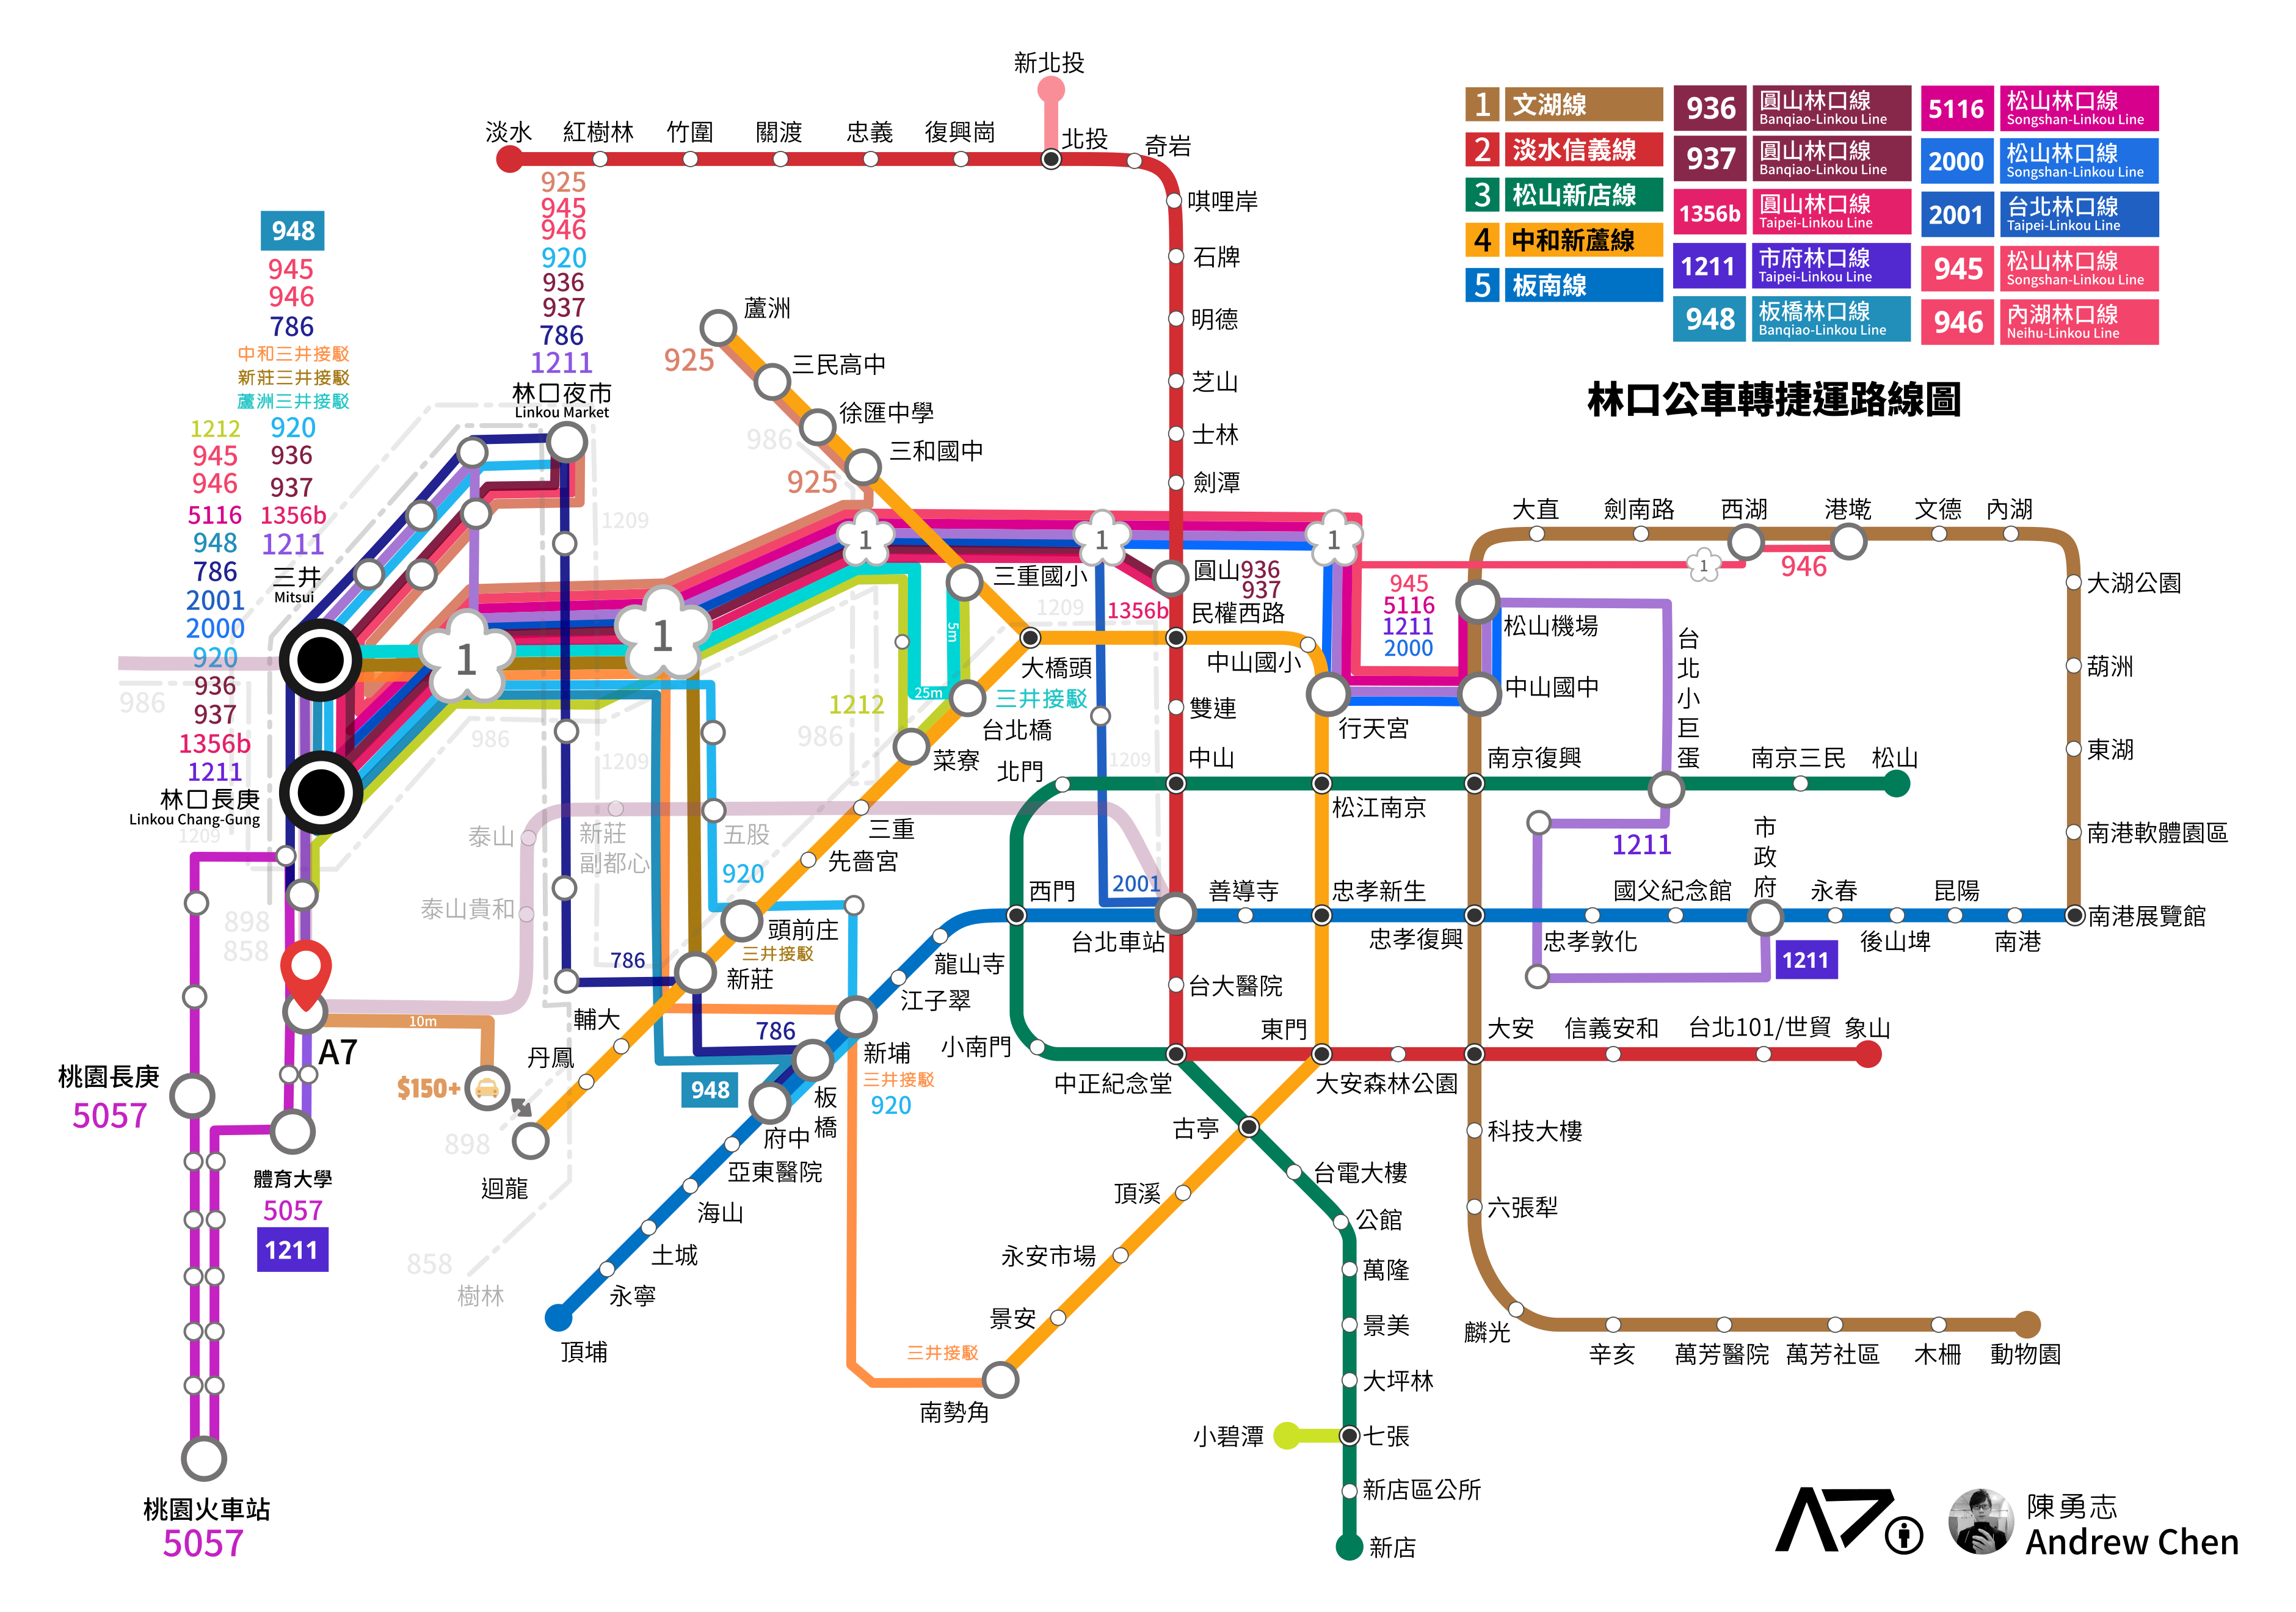 新北投
淡水
紅樹林
竹圍
關渡
忠義
復興崗
北投
奇岩
唭哩岸
石牌
明德
芝山
士林
劍潭
1 文湖線
2 淡水信義線
3 松山新店線
4 中和新蘆線
5 板南線
936 圓山林口線
Banqiao-Linkou Line
937 圓山林口線
Banqiao-Linkou Line
1356b 圓山林口線
Taipei-Linkou Line
1211 市府林口線
Taipei-Linkou Line
948 板橋林口線
Banqiao-Linkou Line
5116 松山林口線
Songshan-Linkou Line
2000 松山林口線
Songshan-Linkou Line
2001 台北林口線
Taipei-Linkou Line
945 松山林口線
Songshan-Linkou Line
946 內湖林口線
Neihu-Linkou Line
林口公車轉捷運路線圖
925
945
946
920
936
937
786
1211
林口夜市
Linkou Market
948
945
946
786
中和三井接駁
新莊三井接駁
蘆洲三井接駁
920
936
937
1356b
1211
三井
Mitsui
1212
945
946
5116
948
786
2001
2000
920
936
937
1356b
1211
林口長庚
Linkou Chang-Gung
1209
986
蘆洲
925
三民高中
徐匯中學
986
三和國中
925
1209
1
1
1
1
1
1
三重國小
5m
25m
1209
1356b
圓山936
937
民權西路
大橋頭
三井接駁
台北橋
1212
菜寮
986
986
1209
1209
中山國小
945
5116
1211
2000
行天宮
946
大直
劍南路
西湖
港墘
文德
內湖
大湖公園
葫洲
東湖
南港軟體園區
南港展覽館
松山機場
中山國中
台北小巨蛋
雙連
中山
北門
松江南京
南京復興
南京三民
松山
1211
市政府
三重
先嗇宮
泰山
新莊
副都心
五股
泰山貴和
920
頭前庄
三井接駁
新莊
786
786
輔大
丹鳳
迴龍
898
858
樹林
898
858
A7
10m
$150+
桃園長庚
5057
體育大學
5057
1211
桃園火車站
5057
西門
2001
台北車站
善導寺
忠孝新生
忠孝復興
忠孝敦化
國父紀念館
永春
後山埤
昆陽
南港
1211
龍山寺
江子翠
新埔
三井接駁
920
948
板橋
府中
亞東醫院
海山
土城
永寧
頂埔
小南門
台大醫院
中正紀念堂
東門
大安森林公園
大安
信義安和
台北101/世貿
象山
古亭
台電大樓
公館
萬隆
景美
大坪林
七張
小碧潭
新店區公所
新店
頂溪
永安市場
景安
三井接駁
南勢角
科技大樓
六張犁
麟光
辛亥
萬芳醫院
萬芳社區
木柵
動物園
A7
陳勇志
Andrew Chen